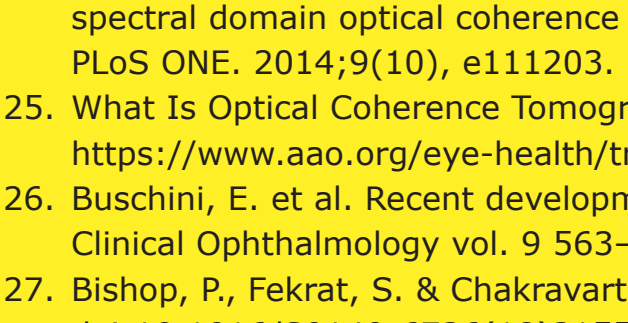 spectral domain optical coherence
PLoS ONE. 2014;9(10), e111203.
25. What Is Optical Coherence Tomogr
https://www.aao.org/eye-health/tr
26. Buschini, E. et al. Recent developm
Clinical Ophthalmology vol. 9 563–
27. Bishop, P., Fekrat, S. & Chakravart